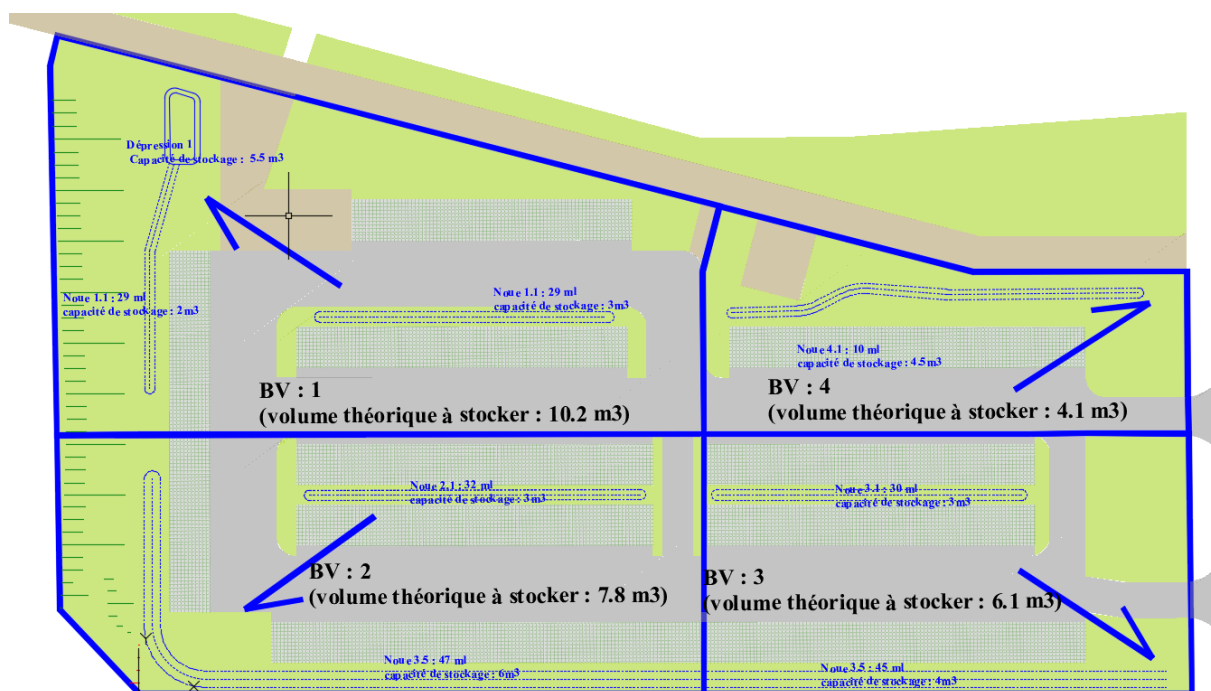 Dépression 1
Capacité de stockage : 5.5 m3
Noue 1.1 : 29 ml
capacité de stockage : 2m3
Noue 1.1 : 29 ml
capacité de stockage : 3m3
Noue 4.1 : 10 ml
capacité de stockage : 4.5m3
BV : 1
(volume théorique à stocker : 10.2 m3)
BV : 4
(volume théorique à stocker : 4.1 m3)
Noue 2.1 : 32 ml
capacité de stockage : 3m3
Noue 3.1 : 30 ml
capacité de stockage : 3m3
BV : 2
(volume théorique à stocker : 7.8 m3)
BV : 3
(volume théorique à stocker : 6.1 m3)
Y
X
Noue 3.5 : 47 ml
capacité de stockage : 6m3
Noue 3.5 : 45 ml
capacité de stockage : 4m3